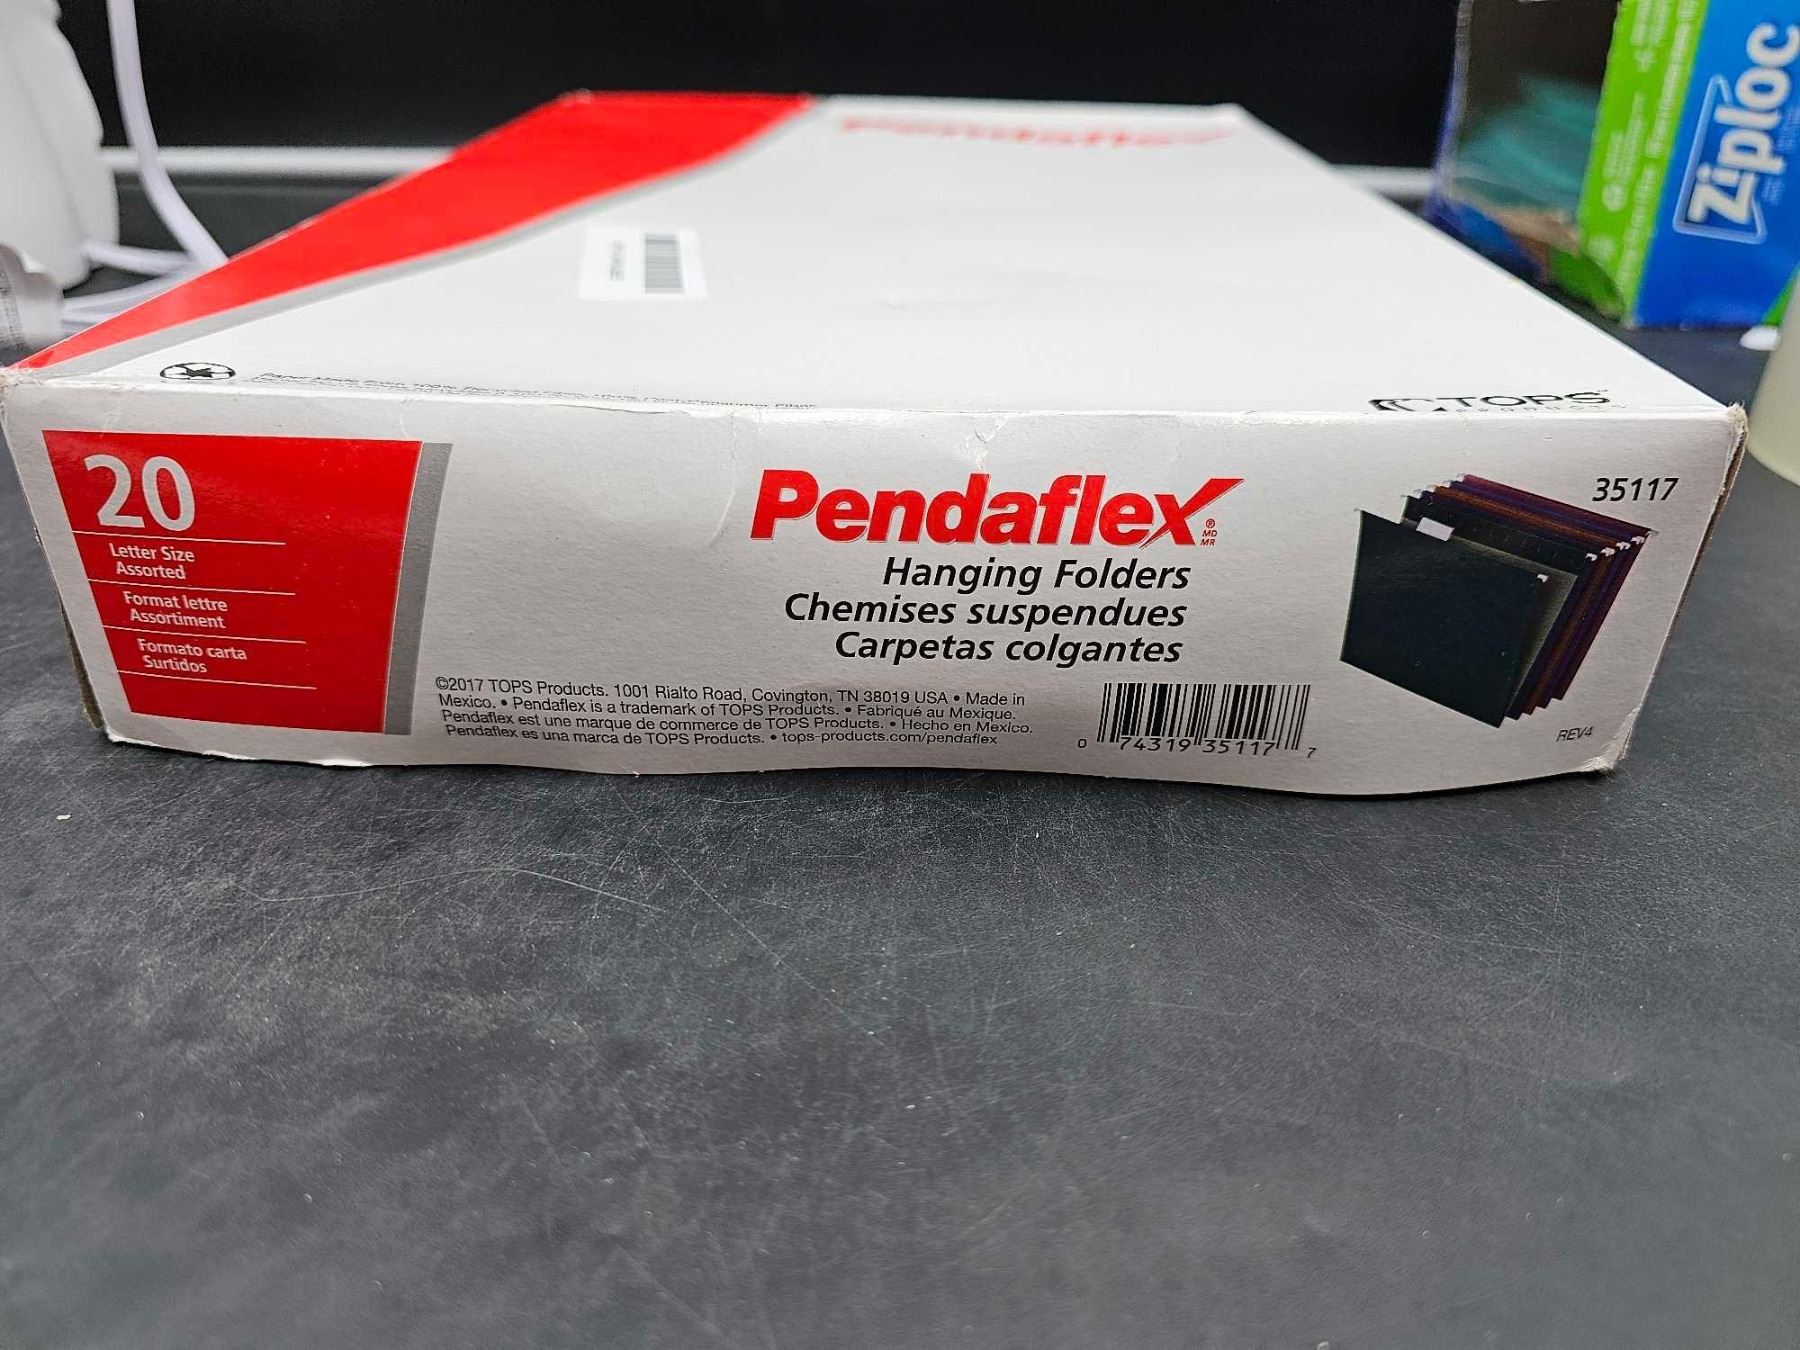 Pendaflex
Ziploc
TOPS
PRODUCTS
20
Letter Size
Assorted
Format lettre
Assortiment
Formato carta
Surtidos
Pendaflex®
MD
MR
Hanging Folders
Chemises suspendues
Carpetas colgantes
35117
©2017 TOPS Products. 1001 Rialto Road, Covington, TN 38019 USA • Made in
Mexico. • Pendaflex is a trademark of TOPS Products. • Fabriqué au Mexique.
Pendaflex est une marque de commerce de TOPS Products. • Hecho en Mexico.
Pendaflex es una marca de TOPS Products. • tops-products.com/pendaflex
0 74319 35117 7
REV4